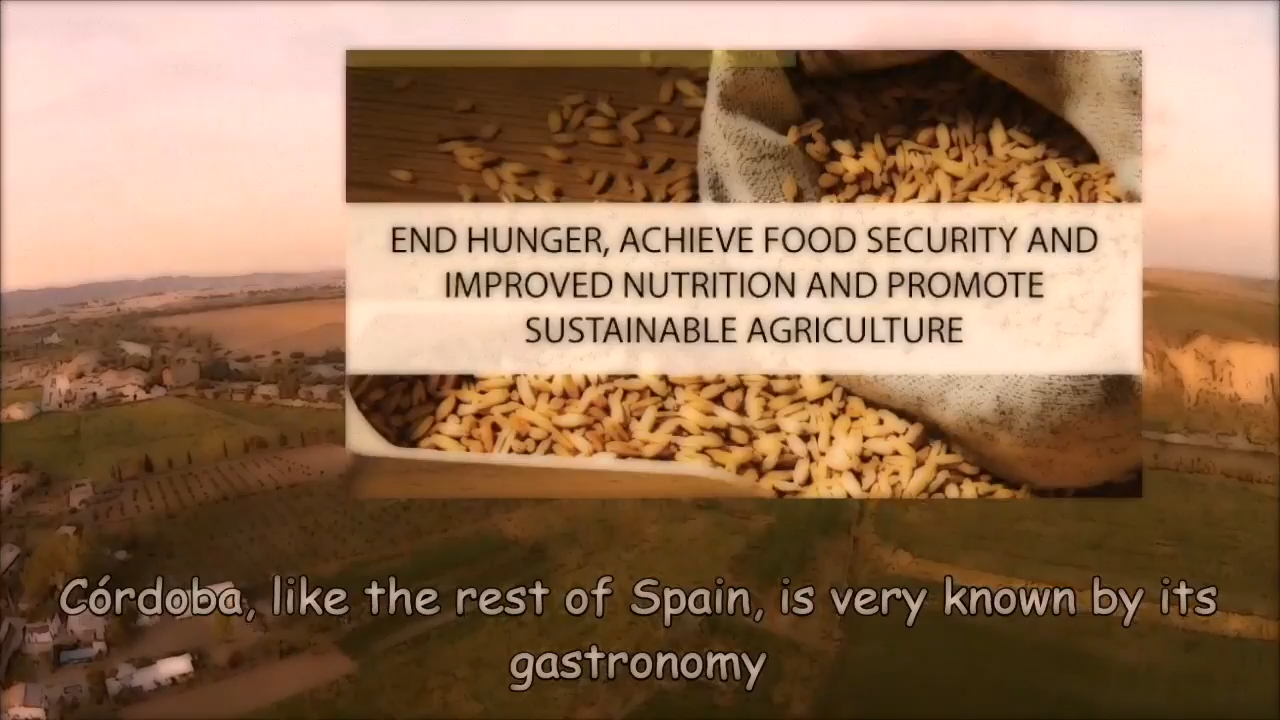 END HUNGER, ACHIEVE FOOD SECURITY AND
IMPROVED NUTRITION AND PROMOTE
SUSTAINABLE AGRICULTURE
Córdoba, like the rest of Spain, is very known by its
gastronomy